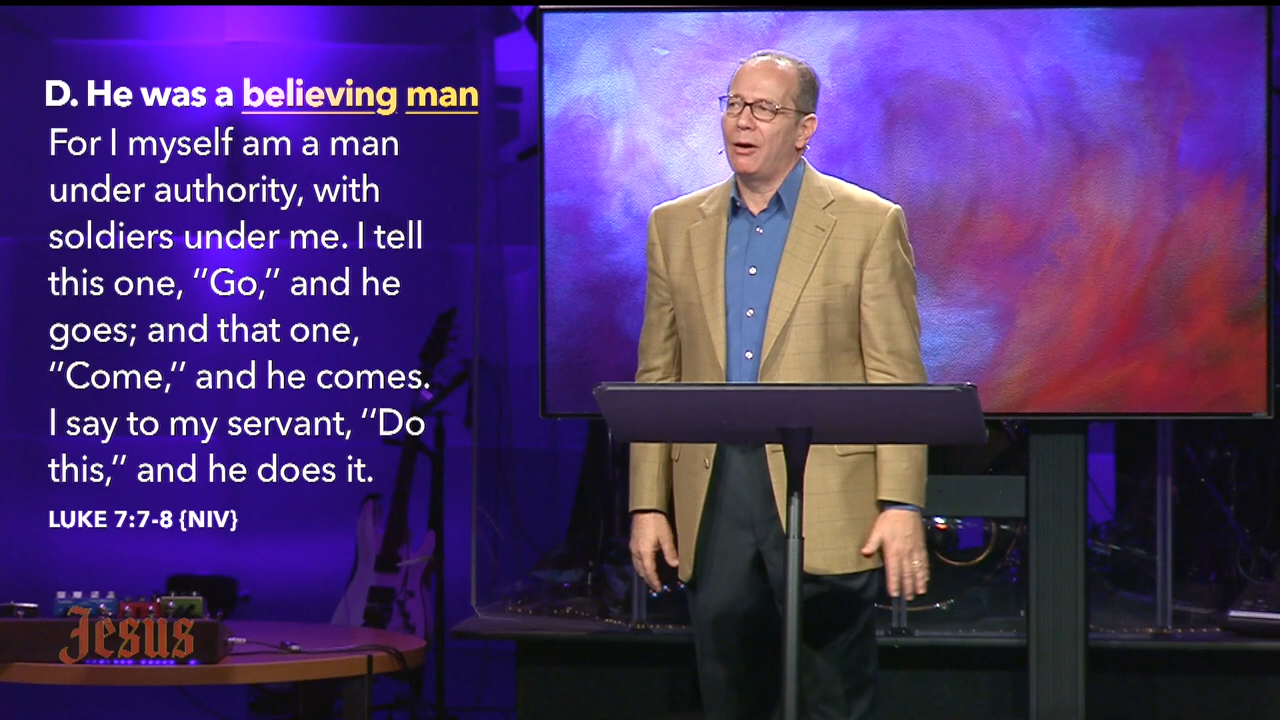 D. He was a believing man
For I myself am a man
under authority, with
soldiers under me. I tell
this one, “Go,” and he
goes; and that one,
“Come,” and he comes.
I say to my servant, “Do
this,” and he does it.
LUKE 7:7-8 {NIV}
Jesus